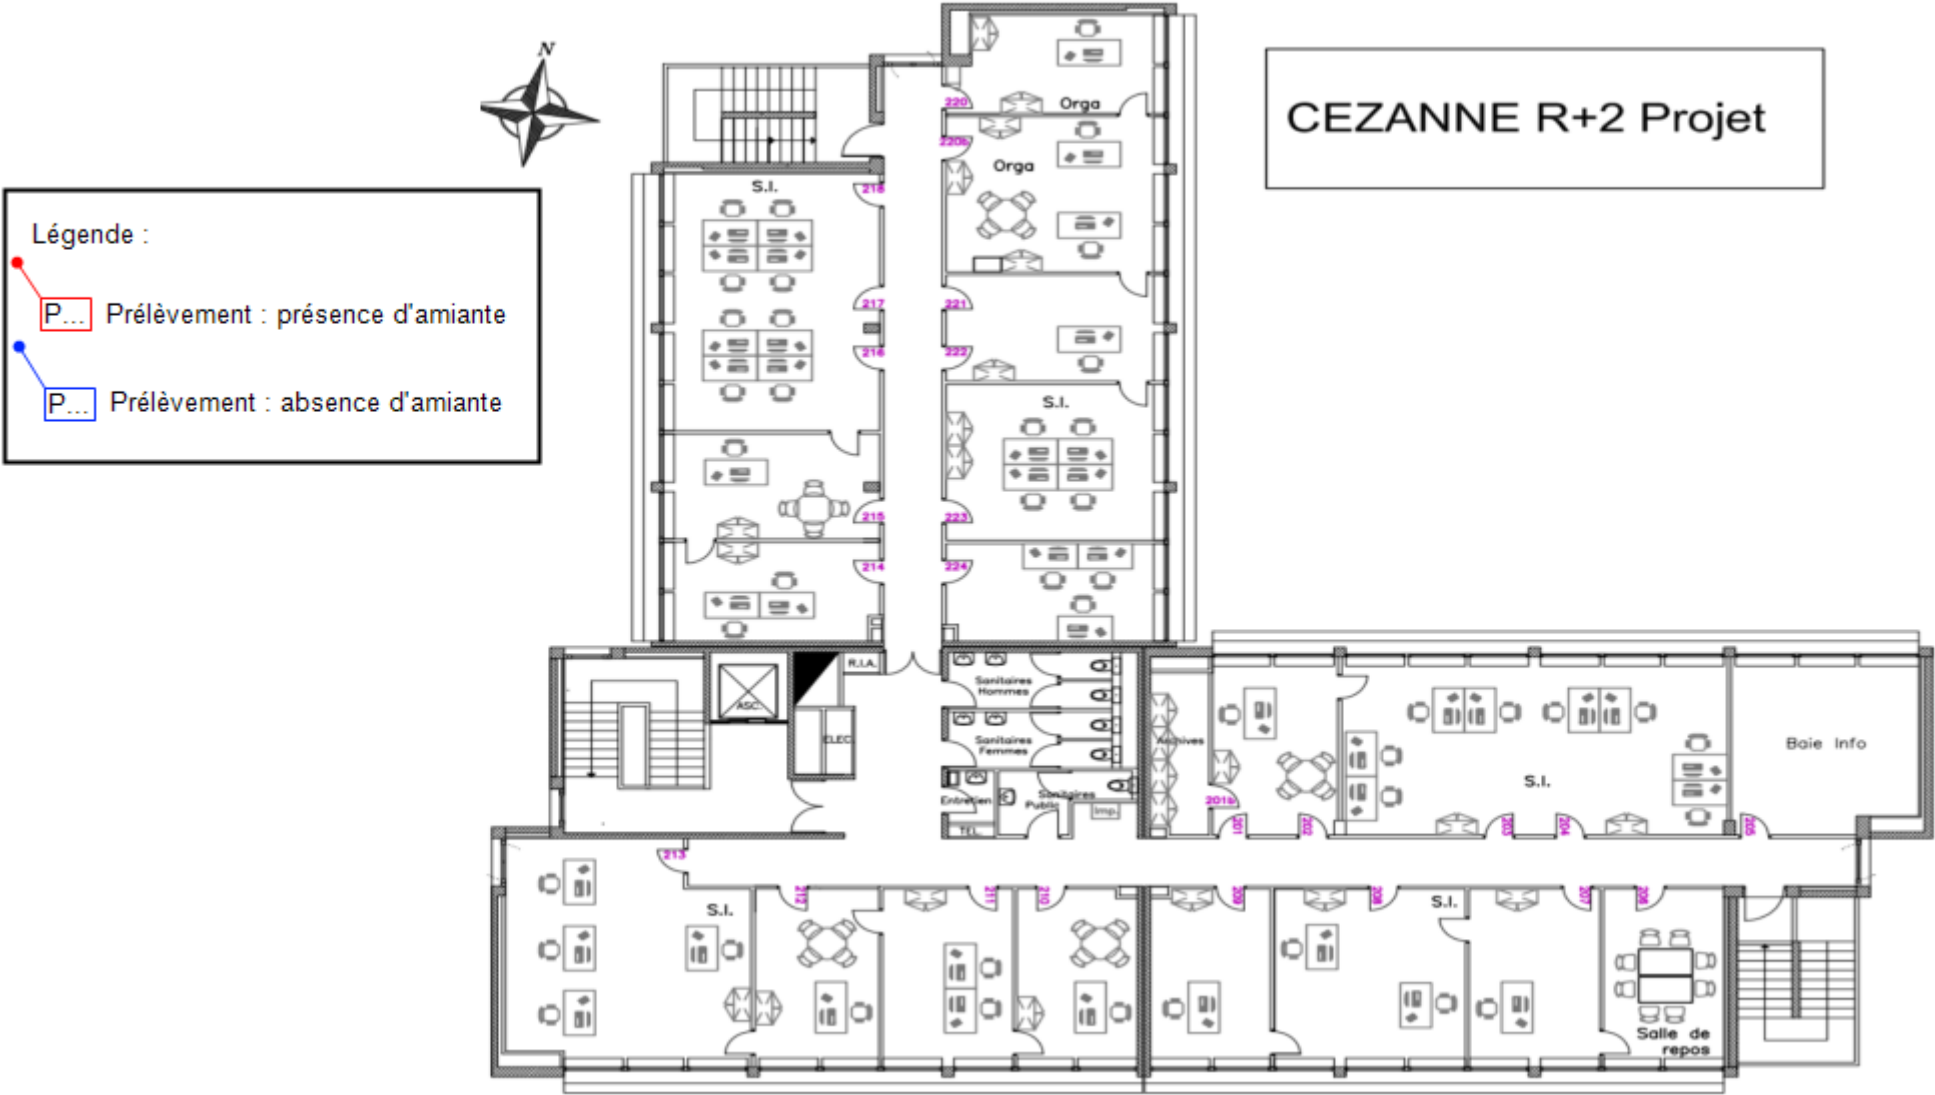 N
CEZANNE R+2 Projet
Légende :
P... Prélèvement : présence d'amiante
P... Prélèvement : absence d'amiante
220
Orga
220b
Orga
S.I.
218
217
221
216
222
S.I.
215
223
214
224
R.I.A.
Sanitaires
Hommes
ASC.
ELEC.
Sanitaires
Femmes
Archives
Baie Info
S.I.
Entretien
Sanitaires
Public
Imp.
TEL.
201b
201
202
203
204
205
213
212
211
210
209
208
207
206
S.I.
S.I.
Salle de
repos